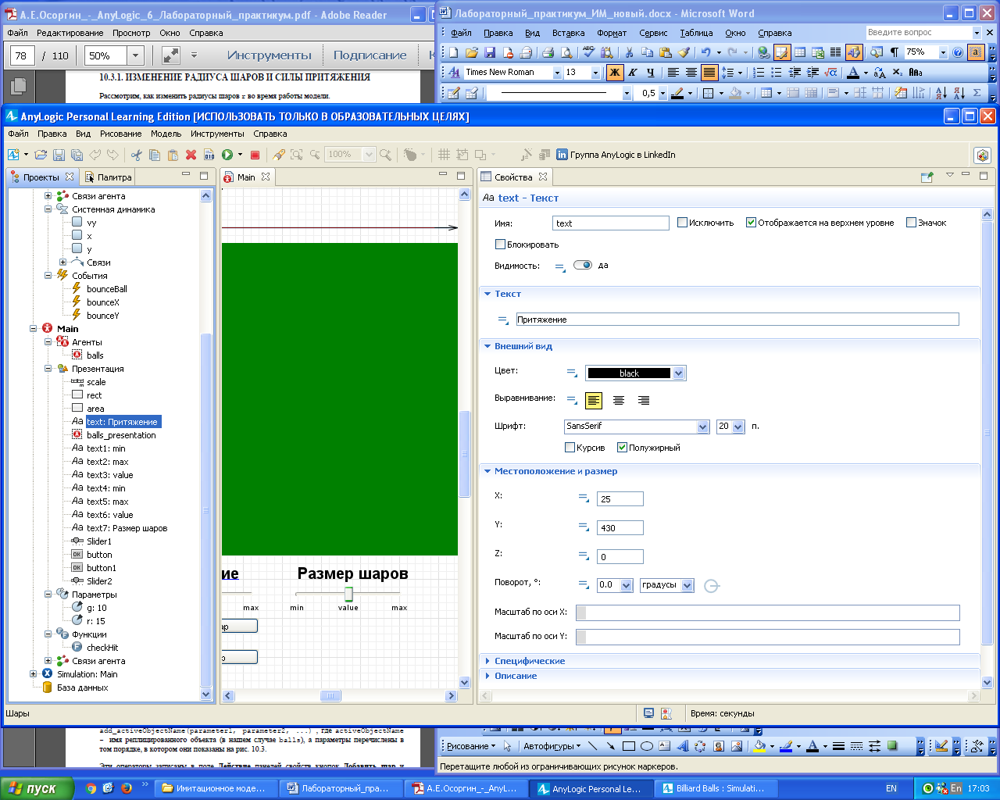 А.Е.Осоргин_-_AnyLogic_6_Лабораторный_практикум.pdf - Adobe Reader
Файл Редактирование Просмотр Окно Справка
78 / 110 50% Инструменты Подписание
10.3.1. ИЗМЕНЕНИЕ РАДИУСА ШАРОВ И СИЛЫ ПРИТЯЖЕНИЯ
Рассмотрим, как изменить радиусы шаров r во время работы модели.
Лабораторный_практикум_ИМ_новый.docx - Microsoft Word
Файл Правка Вид Вставка Формат Сервис Таблица Окно Справка Введите вопрос
75%
Times New Roman 13 Ж К Ч
0,5
AnyLogic Personal Learning Edition [ИСПОЛЬЗОВАТЬ ТОЛЬКО В ОБРАЗОВАТЕЛЬНЫХ ЦЕЛЯХ]
Файл Правка Вид Рисование Модель Инструменты Справка
100% Группа AnyLogic в LinkedIn
Проекты Палитра
Связи агента
Системная динамика
vy
x
y
Связи
События
bounceBall
bounceX
bounceY
Main
Агенты
balls
Презентация
scale
rect
area
Aa text: Притяжение
balls_presentation
Aa text1: min
Aa text2: max
Aa text3: value
Aa text4: min
Aa text5: max
Aa text6: value
Aa text7: Размер шаров
Slider1
OK button
OK button1
Slider2
Параметры
g: 10
r: 15
Функции
checkHit
Связи агента
Simulation: Main
База данных
Main
ие Размер шаров
max min value max
ар
р
Свойства
Aa text - Текст
Имя: text Исключить Отображается на верхнем уровне Значок
Блокировать
Видимость: да
Текст
Притяжение
Внешний вид
Цвет: black
Выравнивание:
Шрифт: SansSerif 20 п.
Курсив Полужирный
Местоположение и размер
X: 25
Y: 430
Z: 0
Поворот, °: 0.0 градусы
Масштаб по оси X:
Масштаб по оси Y:
Специфические
Описание
Шары Время: секунды
add_activeObjectName(parameter1, parameter2, ...) , где activeObjectName
– имя реплицированного объекта (в нашем случае balls), а параметры перечислены в
том порядке, в котором они показаны на рис. 10.3.
Эти операторы записаны в поле Действие панелей свойств кнопок Добавить шар и
Рисование Автофигуры
Перетащите любой из ограничивающих рисунок маркеров.
пуск Имитационное моде... Лабораторный_пра... А.Е.Осоргин_-_AnyL... AnyLogic Personal Le... Billiard Balls : Simulati... EN En 17:03